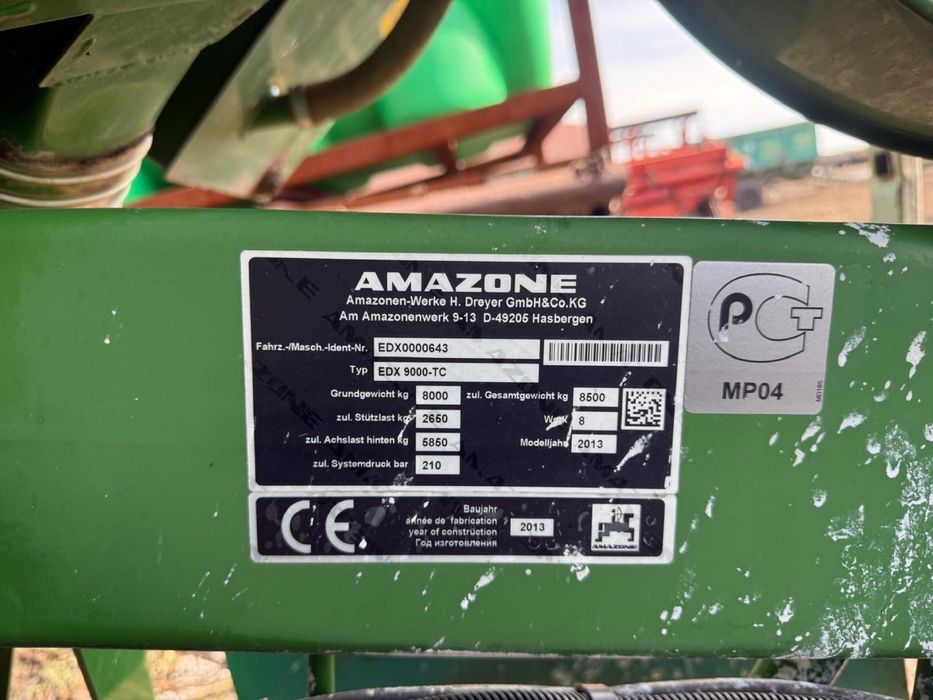 AMAZONE
Amazonen-Werke H. Dreyer GmbH&Co.KG
Am Amazonenwerk 9-13 D-49205 Hasbergen
Fahrz.-/Masch.-Ident-Nr. EDX0000643
Typ EDX 9000-TC
Grundgewicht kg 8000 zul. Gesamtgewicht kg 8500
zul. Stützlast kg 2650 Werk 8
zul. Achslast hinten kg 5850 Modelljahr 2013
zul. Systemdruck bar 210
CE
Baujahr
année de fabrication
year of construction
Год изготовления
2013
AMAZONE
РСТ
MP04
MD185